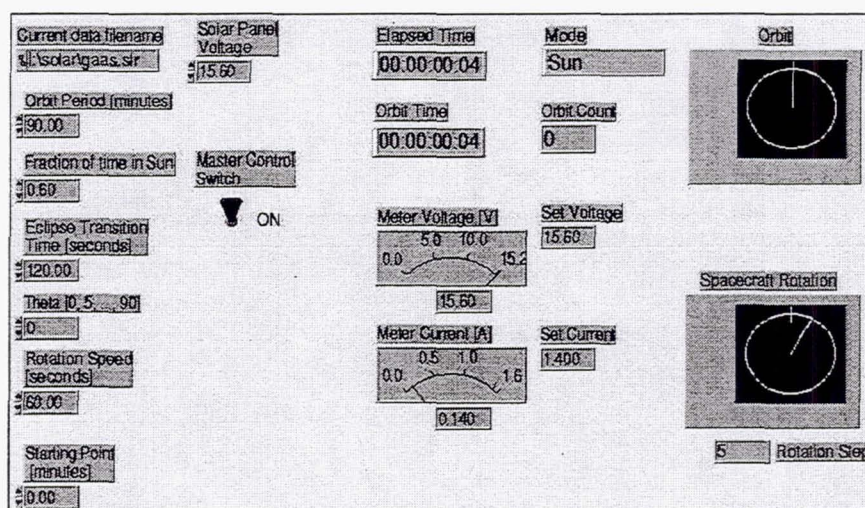 Current data filename
l:\solar\gaas.slr
Orbit Period [minutes]
90.00
Fraction of time in Sun
0.60
Eclipse Transition
Time [seconds]
120.00
Theta [0, 5, ..., 90]
0
Rotation Speed
[seconds]
60.00
Starting Point
[minutes]
0.00
Solar Panel
Voltage
15.60
Master Control
Switch
ON
Elapsed Time
00:00:00:04
Orbit Time
00:00:00:04
Meter Voltage [V]
0.0 5.0 10.0 15.2
15.60
Meter Current [A]
0.0 0.5 1.0 1.6
0.140
Mode
Sun
Orbit Count
0
Set Voltage
15.60
Set Current
1.400
Orbit
Spacecraft Rotation
5 Rotation Step